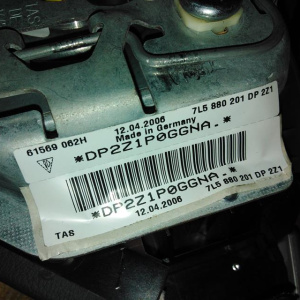 61569 062H
12.04.2006
7L5 880 201 DP 2Z1
Made in Germany
*DP2Z1P0GGNA.*
*DP2Z1P0GGNA.*
7L5 880 201 DP 2Z1
12.04.2006
TAS